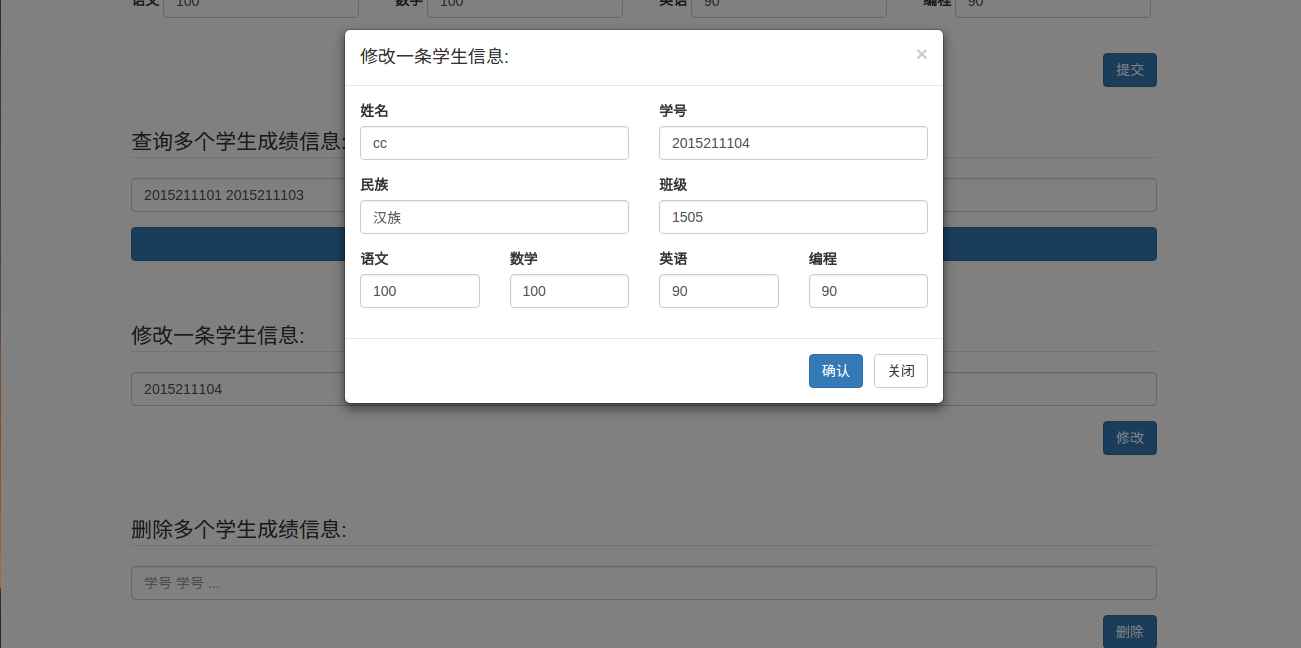 语文 100 数学 100 英语 90 编程 90
修改一条学生信息: ×
提交
姓名 学号
cc 2015211104
民族 班级
汉族 1505
语文 数学 英语 编程
100 100 90 90
确认 关闭
查询多个学生成绩信息:
2015211101 2015211103
修改一条学生信息:
2015211104
修改
删除多个学生成绩信息:
学号 学号 ...
删除